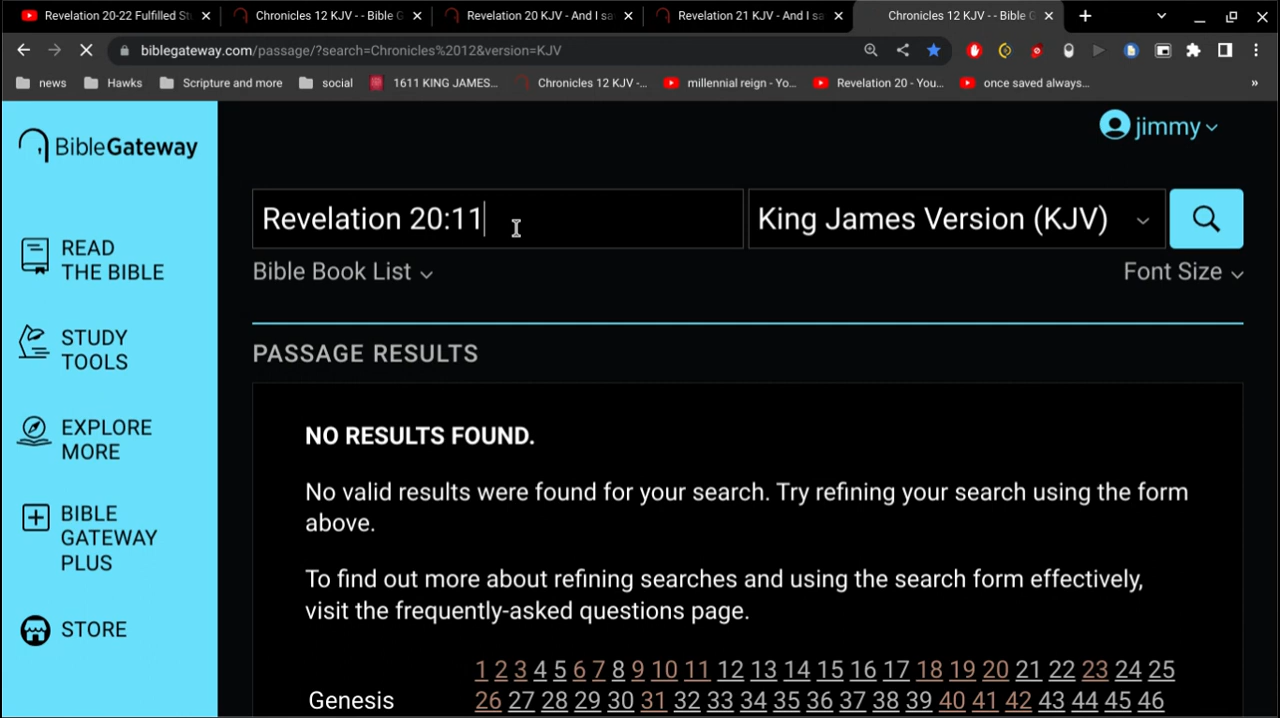 Revelation 20-22 Fulfilled St
Chronicles 12 KJV - - Bible G
Revelation 20 KJV - And I sa
Revelation 21 KJV - And I sa
Chronicles 12 KJV - - Bible G
biblegateway.com/passage/?search=Chronicles%2012&version=KJV
news
Hawks
Scripture and more
social
1611 KING JAMES...
Chronicles 12 KJV -...
millennial reign - Yo...
Revelation 20 - You...
once saved always...
»
BibleGateway
jimmy
Revelation 20:11
King James Version (KJV)
Bible Book List
Font Size
READ
THE BIBLE
STUDY
TOOLS
EXPLORE
MORE
BIBLE
GATEWAY
PLUS
STORE
PASSAGE RESULTS
NO RESULTS FOUND.
No valid results were found for your search. Try refining your search using the form
above.
To find out more about refining searches and using the search form effectively,
visit the frequently-asked questions page.
Genesis
1 2 3 4 5 6 7 8 9 10 11 12 13 14 15 16 17 18 19 20 21 22 23 24 25
26 27 28 29 30 31 32 33 34 35 36 37 38 39 40 41 42 43 44 45 46